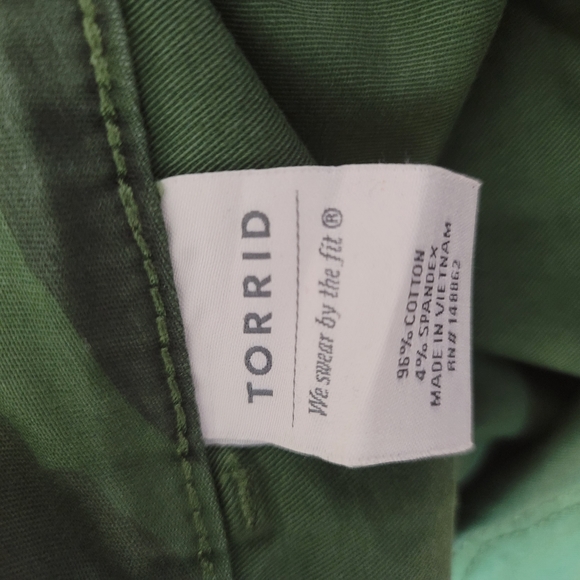 TORRID
We swear by the fit ®
96% COTTON
4% SPANDEX
MADE IN VIETNAM
RN# 148862